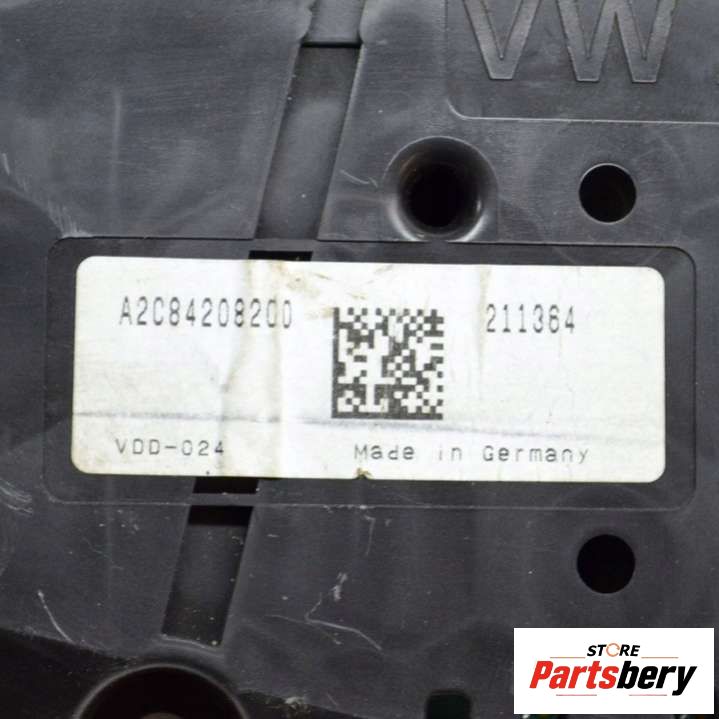 VW
A2C84208200
211364
VDD-024
Made in Germany
STORE
Partsbery